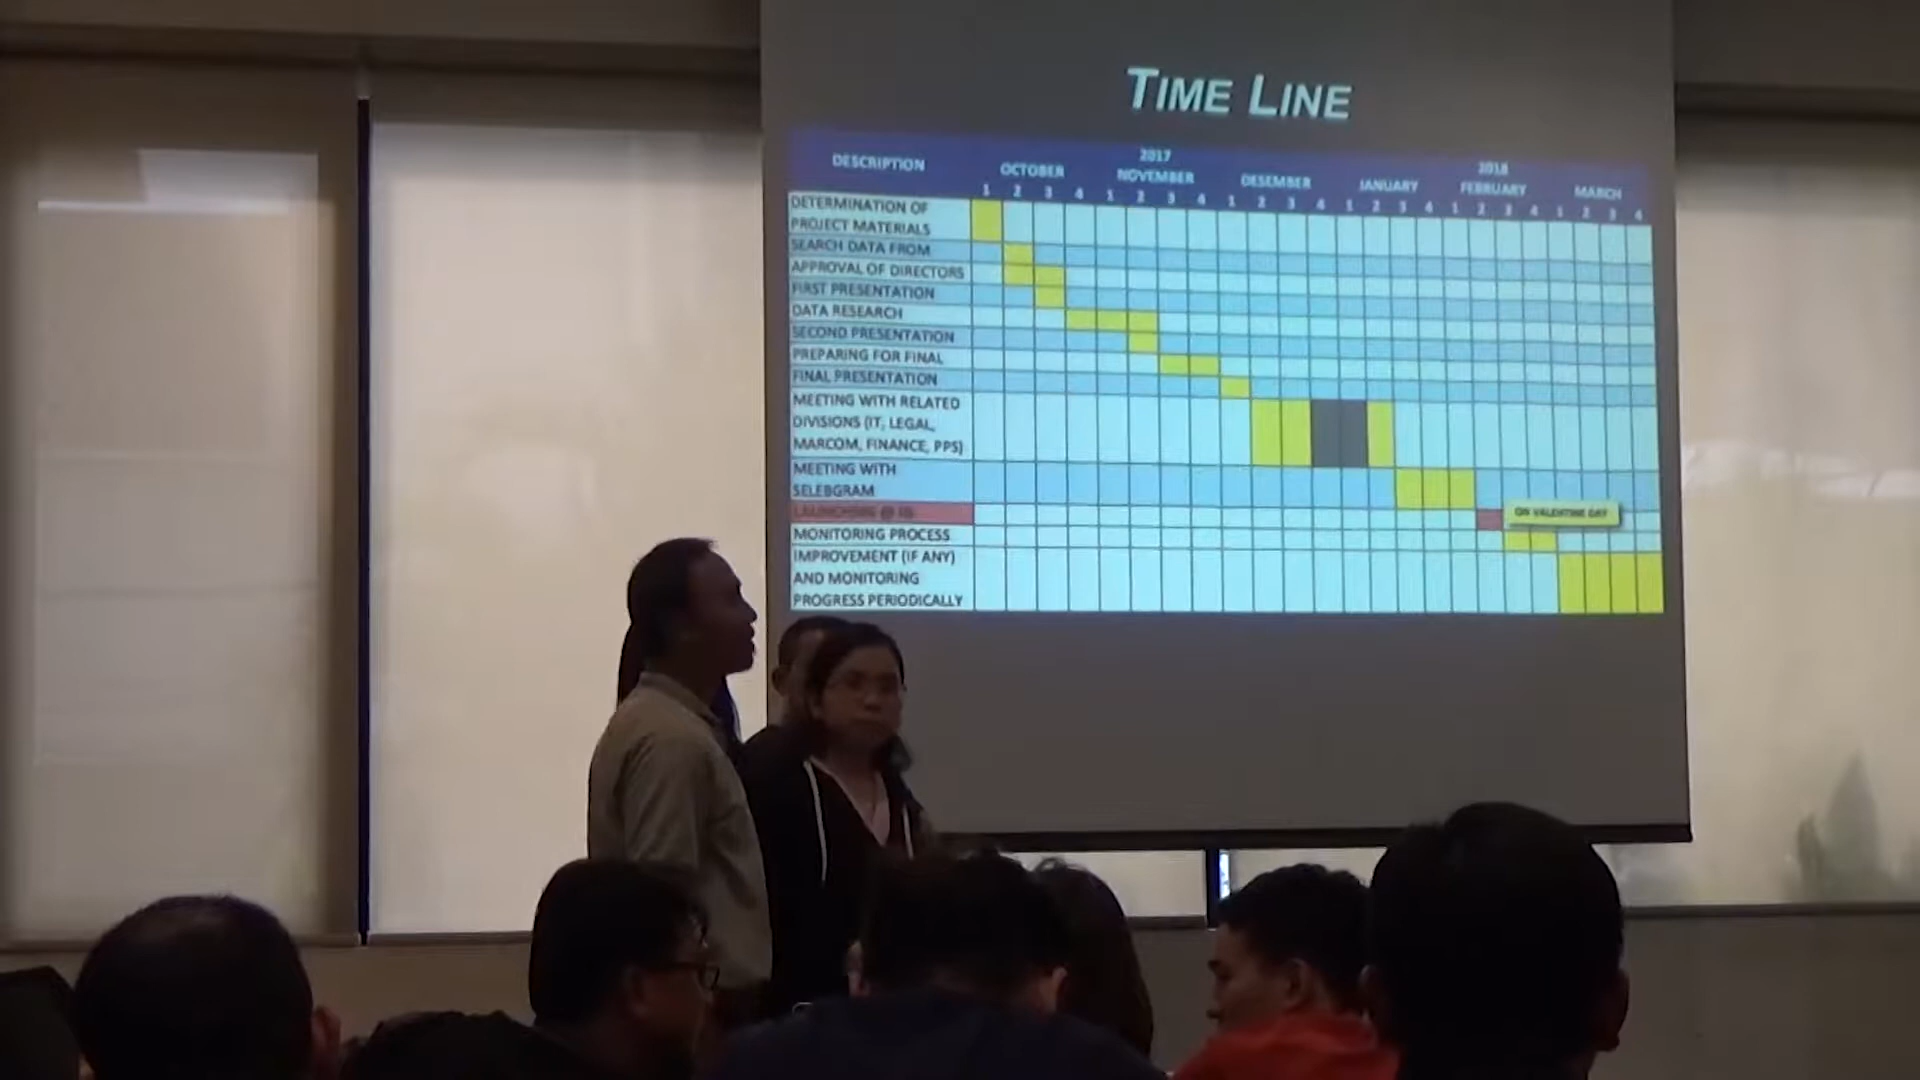 TIME LINE
DESCRIPTION
2017
2018
OCTOBER NOVEMBER DESEMBER JANUARY FEBRUARY MARCH
1 2 3 4 1 2 3 4 1 2 3 4 1 2 3 4 1 2 3 4 1 2 3 4
DETERMINATION OF
PROJECT MATERIALS
SEARCH DATA FROM
APPROVAL OF DIRECTORS
FIRST PRESENTATION
DATA RESEARCH
SECOND PRESENTATION
PREPARING FOR FINAL
FINAL PRESENTATION
MEETING WITH RELATED
DIVISIONS (IT, LEGAL,
MARCOM, FINANCE, PPS)
MEETING WITH
SELEBGRAM
LAUNCHING @
ON VALENTINE DAY
MONITORING PROCESS
IMPROVEMENT (IF ANY)
AND MONITORING
PROGRESS PERIODICALLY